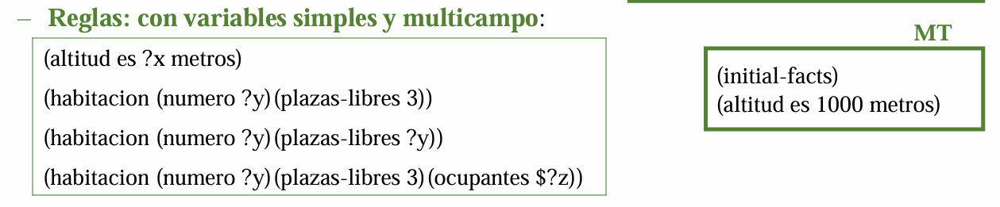 – Reglas: con variables simples y multicampo:
(altitud es ?x metros)
(habitacion (numero ?y)(plazas-libres 3))
(habitacion (numero ?y)(plazas-libres ?y))
(habitacion (numero ?y)(plazas-libres 3)(ocupantes $?z))
MT
(initial-facts)
(altitud es 1000 metros)